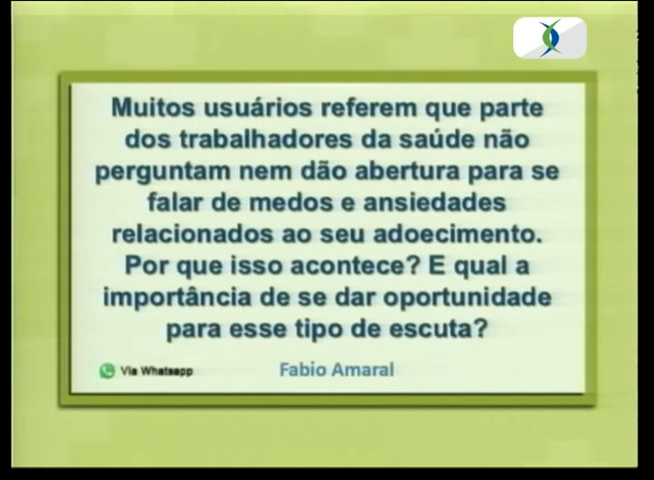 Muitos usuários referem que parte
dos trabalhadores da saúde não
perguntam nem dão abertura para se
falar de medos e ansiedades
relacionados ao seu adoecimento.
Por que isso acontece? E qual a
importância de se dar oportunidade
para esse tipo de escuta?
Via Whatsapp
Fabio Amaral